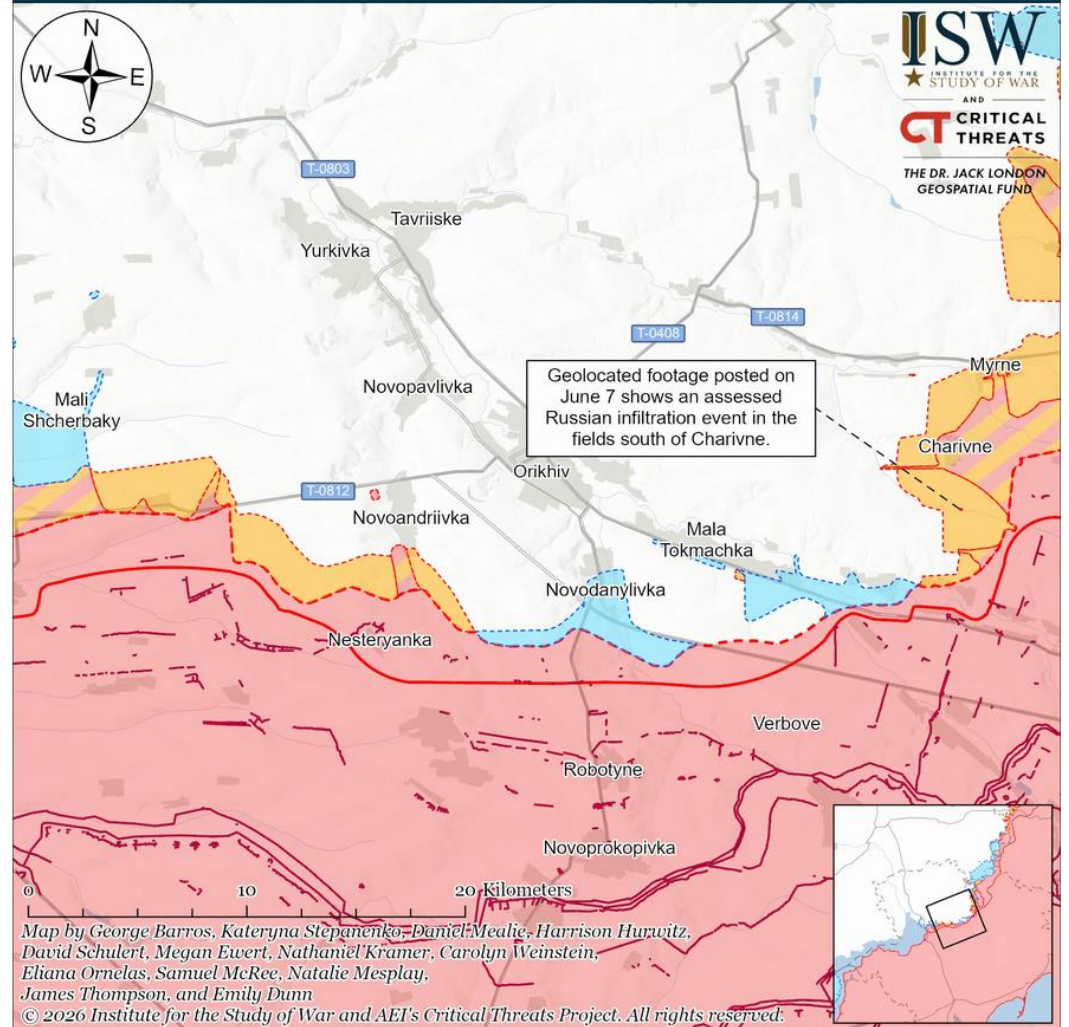 N
W
E
S
ISW
INSTITUTE FOR THE
STUDY OF WAR
AND
CT CRITICAL
THREATS
THE DR. JACK LONDON
GEOSPATIAL FUND
T-0803
Tavriiske
Yurkivka
T-0814
T-0408
Geolocated footage posted on
June 7 shows an assessed
Russian infiltration event in the
fields south of Charivne.
Myrne
Novopavlivka
Mali
Shcherbaky
Charivne
Orikhiv
T-0812
Novoandriivka
Mala
Tokmachka
Novodanylivka
Nesteryanka
Verbove
Robotyne
Novoprokopivka
0 10 20 Kilometers
Map by George Barros, Kateryna Stepanenko, Daniel Mealie, Harrison Hurwitz,
David Schulert, Megan Ewert, Nathaniel Kramer, Carolyn Weinstein,
Eliana Ornelas, Samuel McRee, Natalie Mesplay,
James Thompson, and Emily Dunn
© 2026 Institute for the Study of War and AEI's Critical Threats Project. All rights reserved.